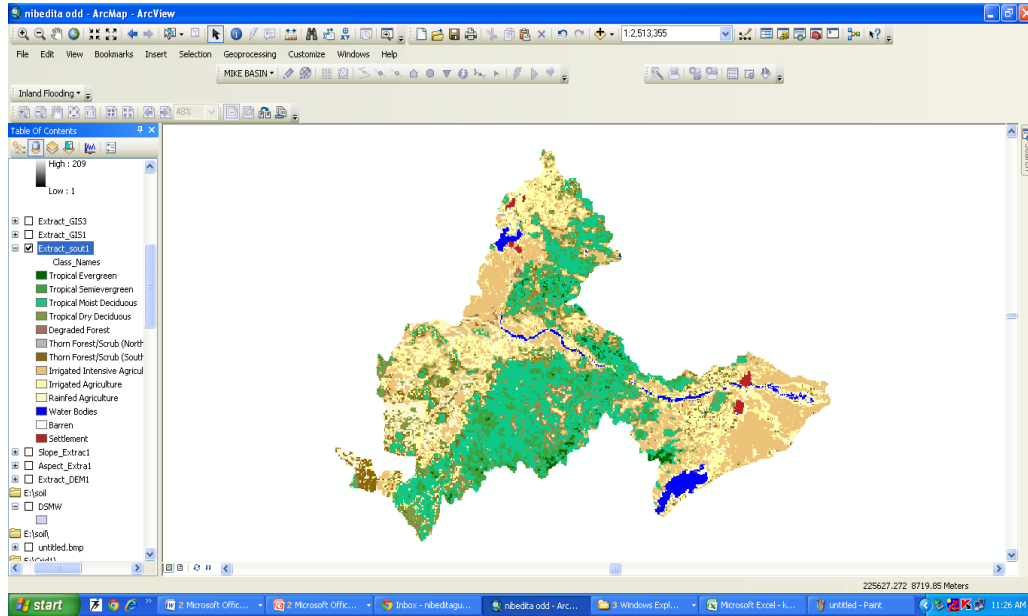 nibedita odd - ArcMap - ArcView
1:2,513,355
File Edit View Bookmarks Insert Selection Geoprocessing Customize Windows Help
MIKE BASIN
Inland Flooding
48%
Table Of Contents
High : 209
Low : 1
Extract_GIS3
Extract_GIS1
Extract_sout1
Class_Names
Tropical Evergreen
Tropical Semievergreen
Tropical Moist Deciduous
Tropical Dry Deciduous
Degraded Forest
Thorn Forest/Scrub (North
Thorn Forest/Scrub (South
Irrigated Intensive Agricul
Irrigated Agriculture
Rainfed Agriculture
Water Bodies
Barren
Settlement
Slope_Extrac1
Aspect_Extra1
Extract_DEM1
E:\soil
DSMW
E:\soil\
untitled.bmp
E:\Grid1\
Search
225627.272 8719.85 Meters
start
2 Microsoft Offic...
2 Microsoft Offic...
Inbox - nibeditagu...
nibedita odd - Arc...
3 Windows Expl...
Microsoft Excel - k...
untitled - Paint
11:26 AM